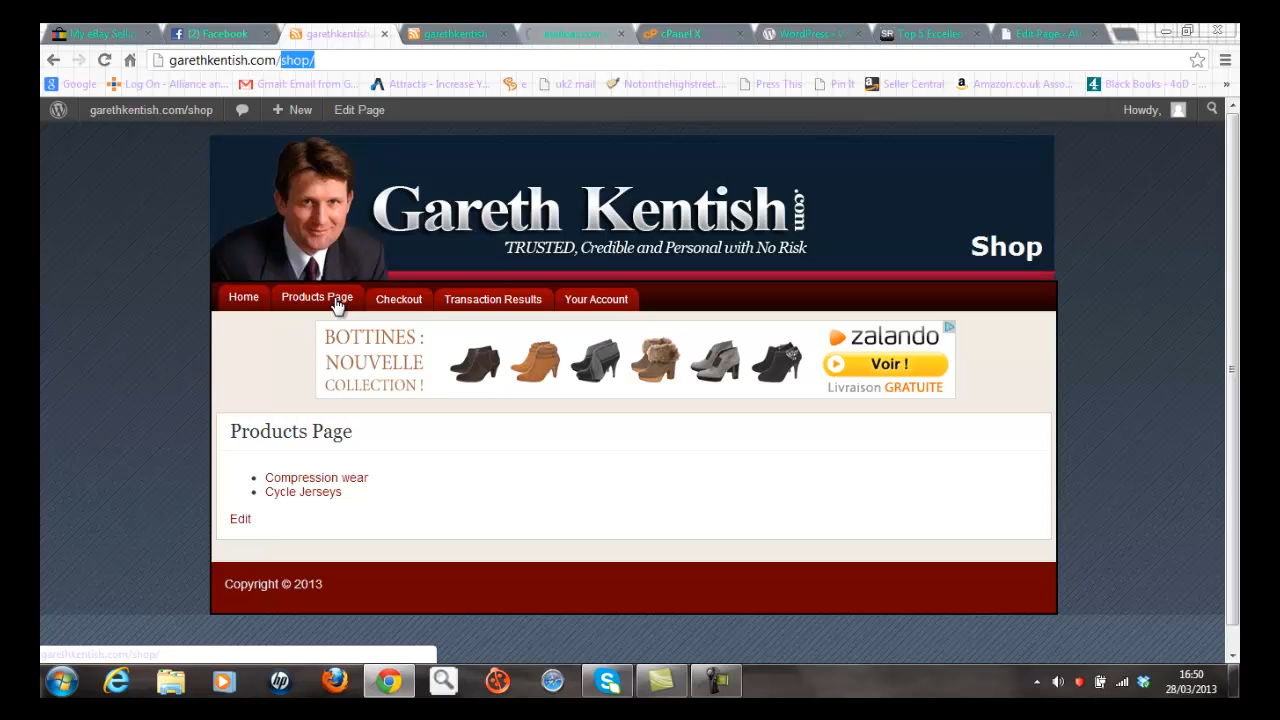 My eBay Sellin
(2) Facebook
garethkentish.
garethkentish
cPanel X
WordPress ›
Top 5 Excellen
Edit Page ‹ Al
garethkentish.com/shop/
Google
Log On - Alliance an...
Gmail: Email from G...
Attracta - Increase Y...
e
uk2 mail
Notonthehighstreet....
Press This
Pin It
Seller Central
Amazon.co.uk Asso...
4
Black Books - 4oD - ...
»
garethkentish.com/shop
+ New
Edit Page
Howdy,
Gareth Kentish.com
TRUSTED, Credible and Personal with No Risk
Shop
Home
Products Page
Checkout
Transaction Results
Your Account
BOTTINES :
NOUVELLE
COLLECTION !
zalando
Voir !
Livraison GRATUITE
Products Page
• Compression wear
• Cycle Jerseys
Edit
Copyright © 2013
garethkentish.com/shop/
16:50
28/03/2013